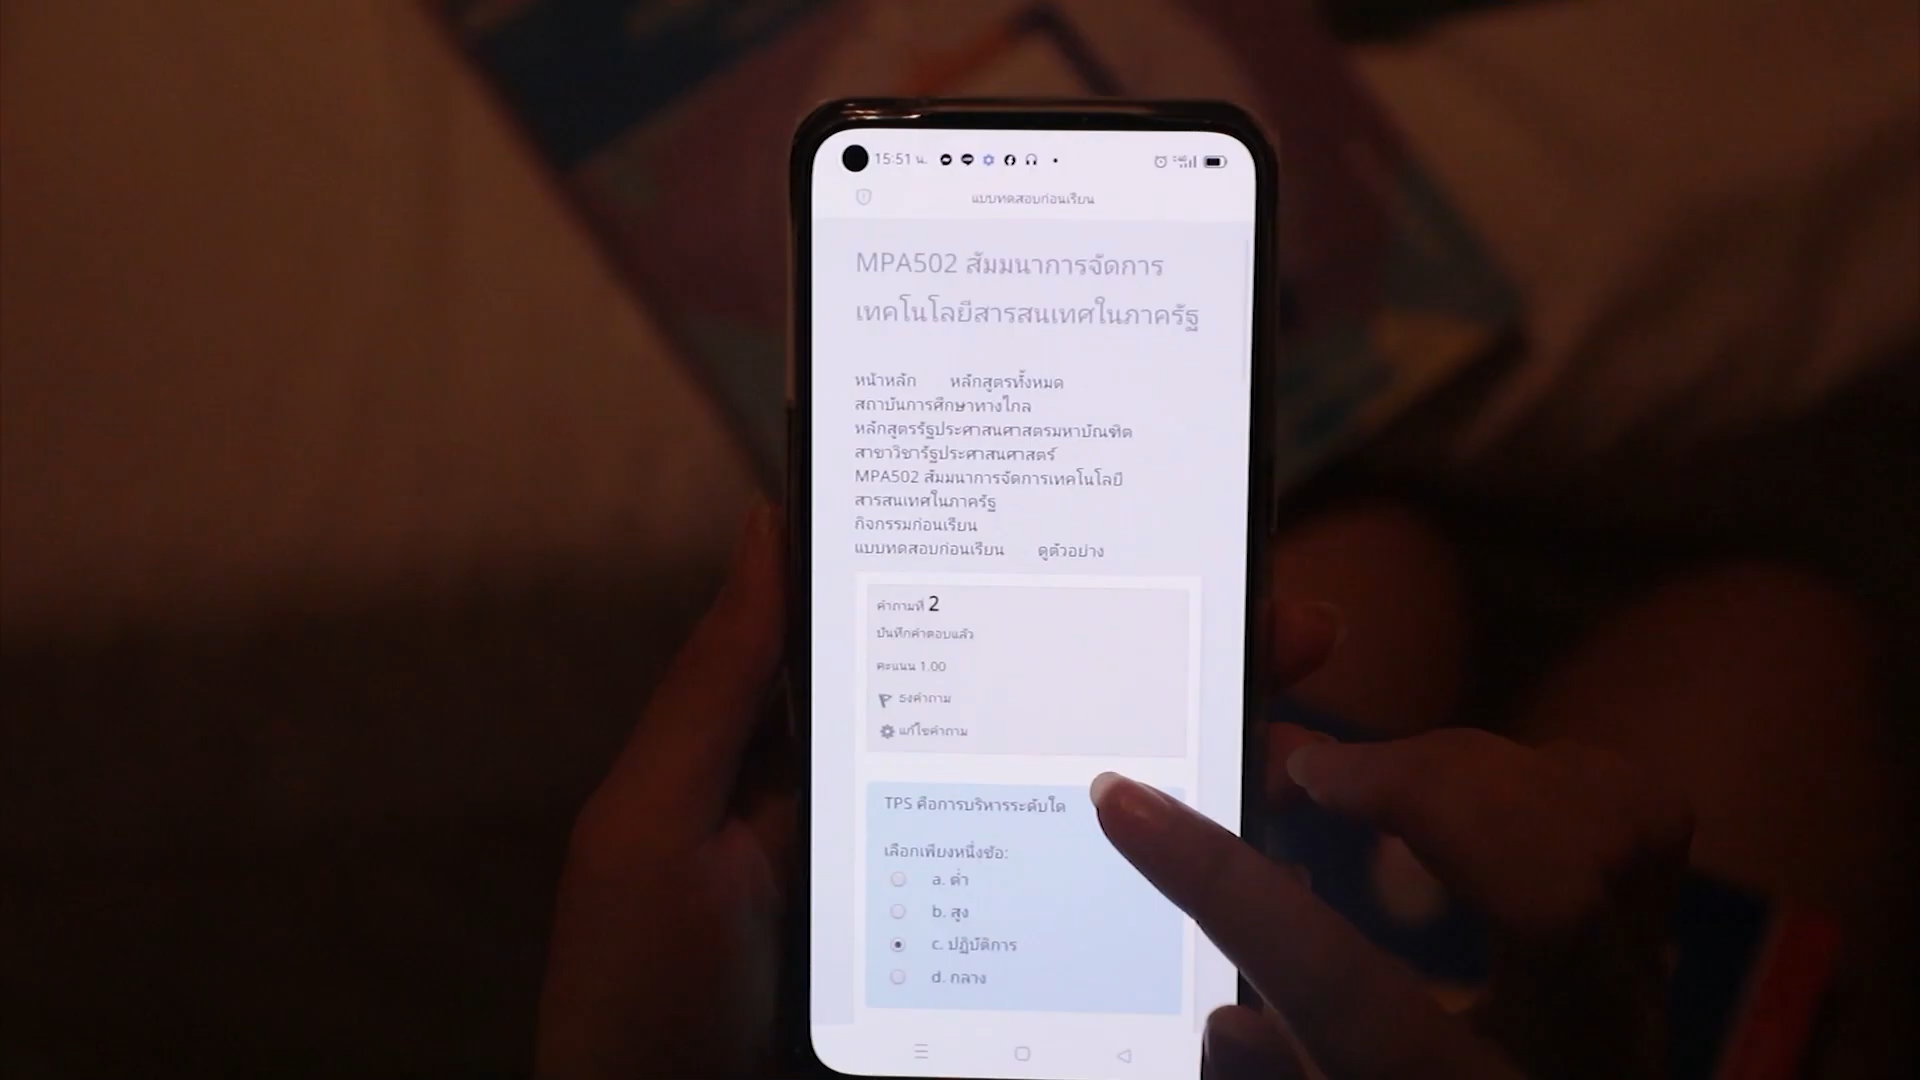 15:51 น.
แบบทดสอบก่อนเรียน
MPA502 สัมมนาการจัดการ
เทคโนโลยีสารสนเทศในภาครัฐ
หน้าหลัก หลักสูตรทั้งหมด
สถาบันการศึกษาทางไกล
หลักสูตรรัฐประศาสนศาสตรมหาบัณฑิต
สาขาวิชารัฐประศาสนศาสตร์
MPA502 สัมมนาการจัดการเทคโนโลยี
สารสนเทศในภาครัฐ
กิจกรรมก่อนเรียน
แบบทดสอบก่อนเรียน ดูตัวอย่าง
คำถามที่ 2
บันทึกคำตอบแล้ว
คะแนน 1.00
ธงคำถาม
แก้ไขคำถาม
TPS คือการบริหารระดับใด
เลือกเพียงหนึ่งข้อ:
a. ต่ำ
b. สูง
c. ปฏิบัติการ
d. กลาง